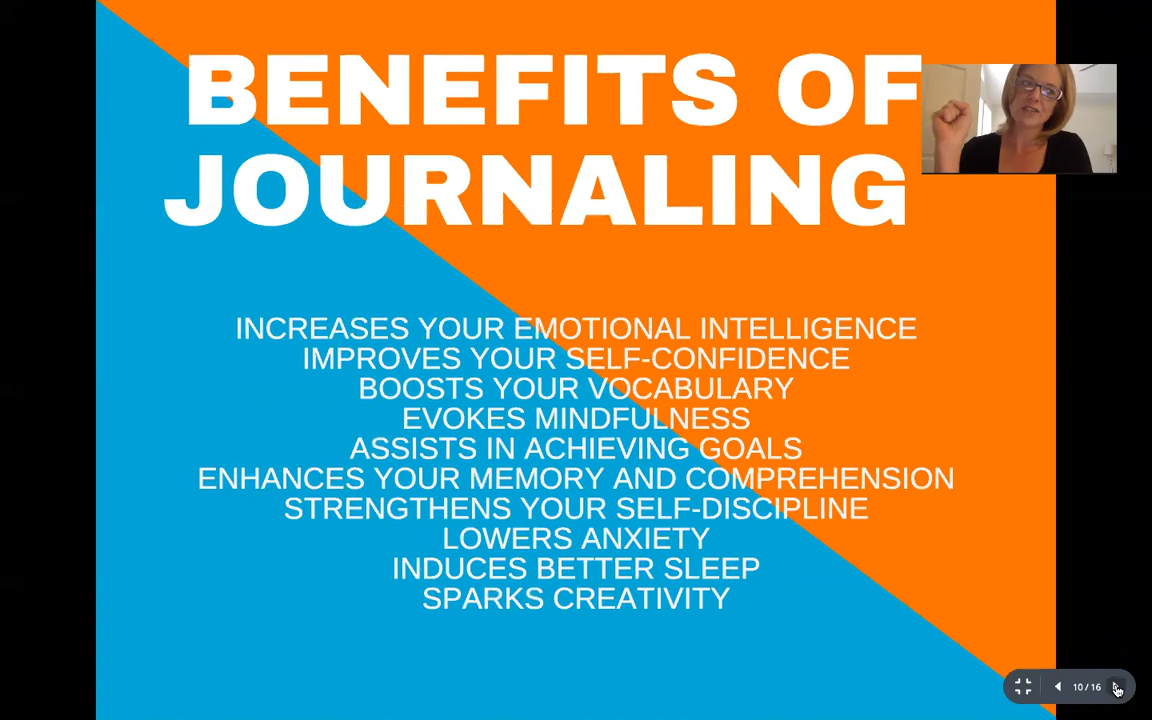 BENEFITS OF
JOURNALING
INCREASES YOUR EMOTIONAL INTELLIGENCE
IMPROVES YOUR SELF-CONFIDENCE
BOOSTS YOUR VOCABULARY
EVOKES MINDFULNESS
ASSISTS IN ACHIEVING GOALS
ENHANCES YOUR MEMORY AND COMPREHENSION
STRENGTHENS YOUR SELF-DISCIPLINE
LOWERS ANXIETY
INDUCES BETTER SLEEP
SPARKS CREATIVITY
10 / 16